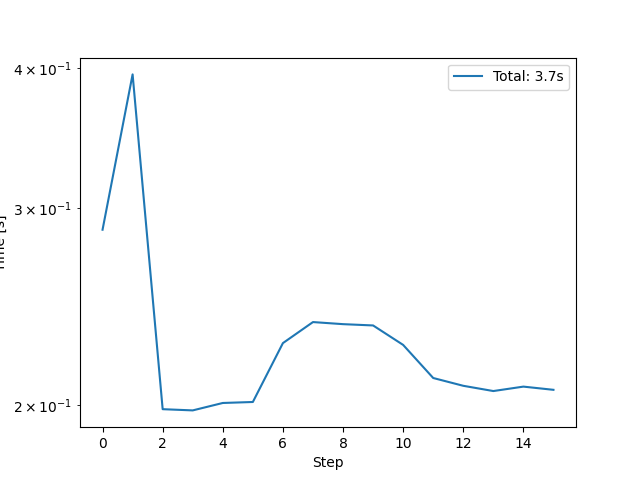 4 × 10⁻¹
3 × 10⁻¹
2 × 10⁻¹
[s]
Total: 3.7s
0 2 4 6 8 10 12 14
Step